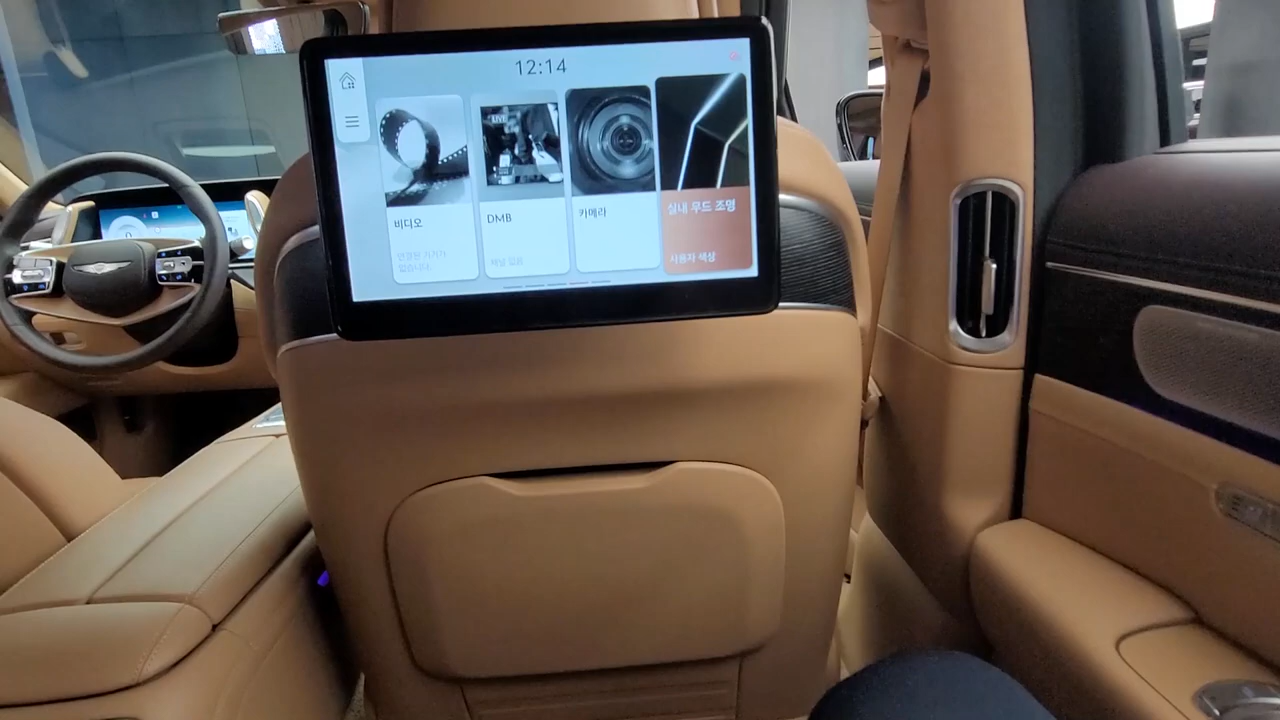 12:14
LIVE
비디오
연결된 기기가
없습니다.
DMB
채널 없음
카메라
실내 무드 조명
사용자 색상